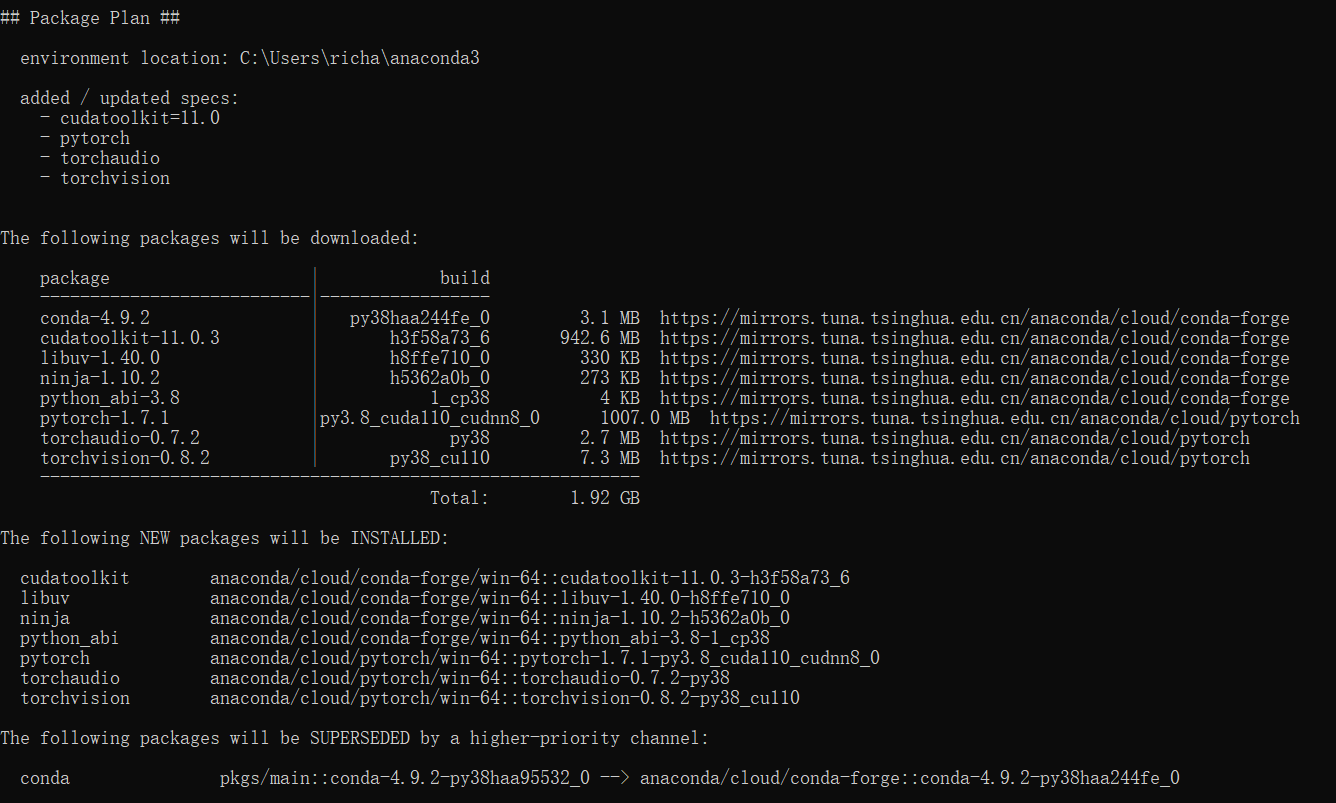 ## Package Plan ##
environment location: C:\Users\richa\anaconda3
added / updated specs:
- cudatoolkit=11.0
- pytorch
- torchaudio
- torchvision
The following packages will be downloaded:
package | build
---------------------------|-----------------
conda-4.9.2 | py38haa244fe_0 3.1 MB https://mirrors.tuna.tsinghua.edu.cn/anaconda/cloud/conda-forge
cudatoolkit-11.0.3 | h3f58a73_6 942.6 MB https://mirrors.tuna.tsinghua.edu.cn/anaconda/cloud/conda-forge
libuv-1.40.0 | h8ffe710_0 330 KB https://mirrors.tuna.tsinghua.edu.cn/anaconda/cloud/conda-forge
ninja-1.10.2 | h5362a0b_0 273 KB https://mirrors.tuna.tsinghua.edu.cn/anaconda/cloud/conda-forge
python_abi-3.8 | 1_cp38 4 KB https://mirrors.tuna.tsinghua.edu.cn/anaconda/cloud/conda-forge
pytorch-1.7.1 |py3.8_cuda110_cudnn8_0 1007.0 MB https://mirrors.tuna.tsinghua.edu.cn/anaconda/cloud/pytorch
torchaudio-0.7.2 | py38 2.7 MB https://mirrors.tuna.tsinghua.edu.cn/anaconda/cloud/pytorch
torchvision-0.8.2 | py38_cu110 7.3 MB https://mirrors.tuna.tsinghua.edu.cn/anaconda/cloud/pytorch
------------------------------------------------------------
Total: 1.92 GB
The following NEW packages will be INSTALLED:
cudatoolkit anaconda/cloud/conda-forge/win-64::cudatoolkit-11.0.3-h3f58a73_6
libuv anaconda/cloud/conda-forge/win-64::libuv-1.40.0-h8ffe710_0
ninja anaconda/cloud/conda-forge/win-64::ninja-1.10.2-h5362a0b_0
python_abi anaconda/cloud/conda-forge/win-64::python_abi-3.8-1_cp38
pytorch anaconda/cloud/pytorch/win-64::pytorch-1.7.1-py3.8_cuda110_cudnn8_0
torchaudio anaconda/cloud/pytorch/win-64::torchaudio-0.7.2-py38
torchvision anaconda/cloud/pytorch/win-64::torchvision-0.8.2-py38_cu110
The following packages will be SUPERSEDED by a higher-priority channel:
conda pkgs/main::conda-4.9.2-py38haa95532_0 --> anaconda/cloud/conda-forge::conda-4.9.2-py38haa244fe_0